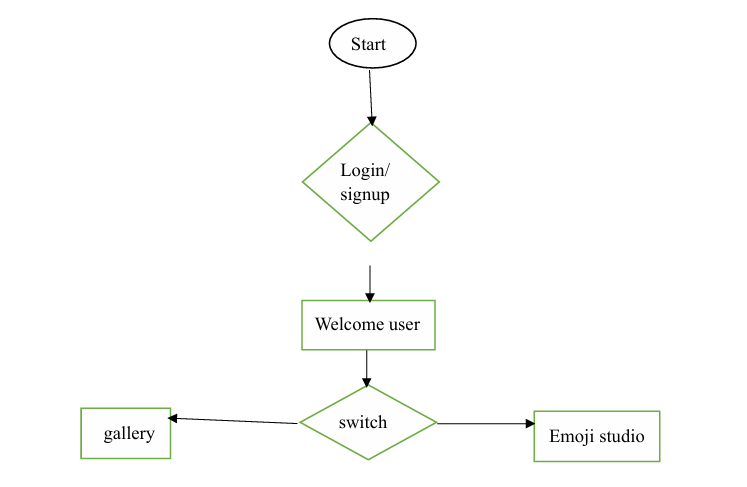 Start
Login/
signup
Welcome user
switch
gallery
Emoji studio